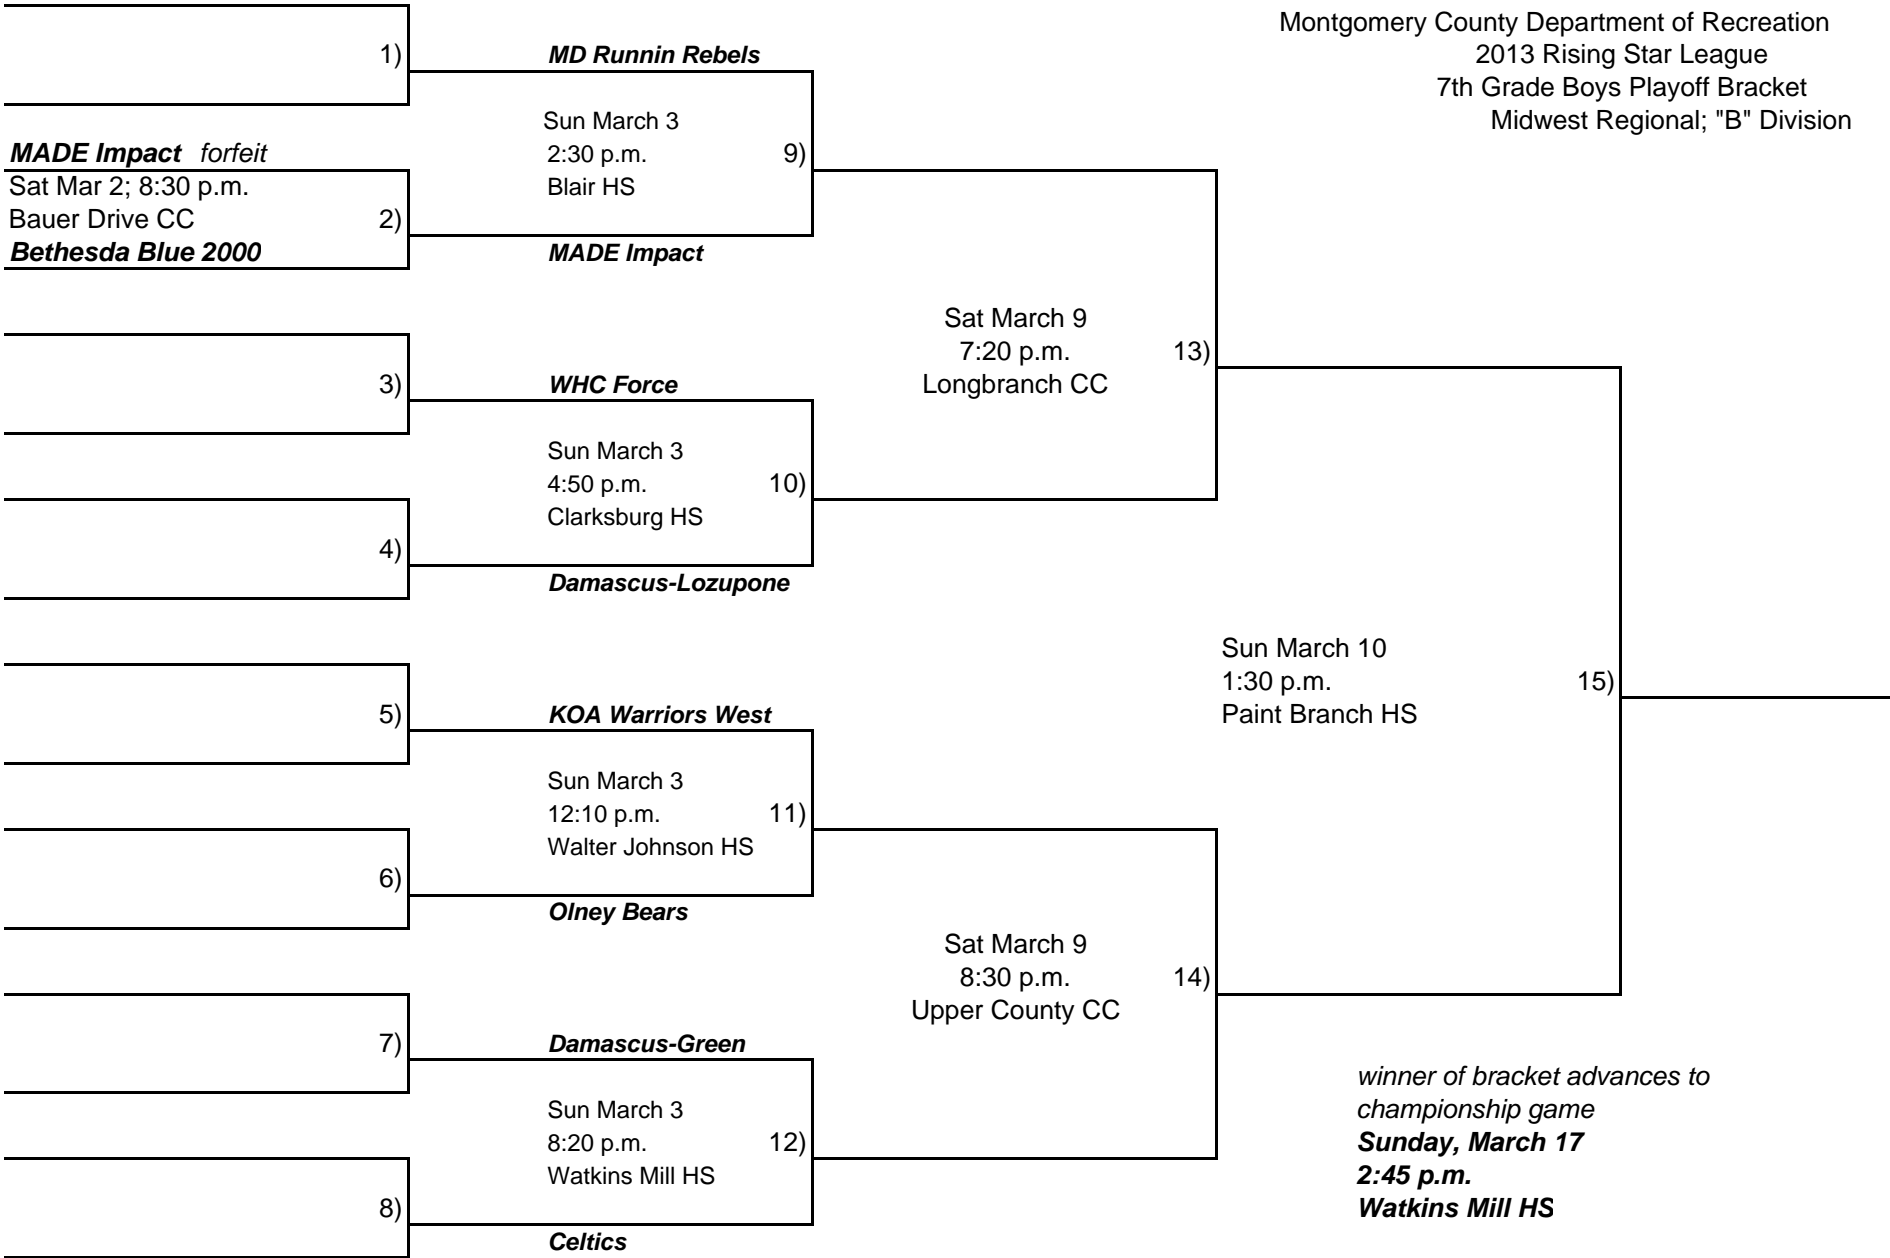 Montgomery County Department of Recreation
2013 Rising Star League
7th Grade Boys Playoff Bracket
Midwest Regional; "B" Division
1)
MADE Impact forfeit
Sat Mar 2; 8:30 p.m.
Bauer Drive CC
2)
Bethesda Blue 2000
3)
4)
5)
6)
7)
8)
MD Runnin Rebels
Sun March 3
2:30 p.m. 9)
Blair HS
MADE Impact
WHC Force
Sun March 3
4:50 p.m. 10)
Clarksburg HS
Damascus-Lozupone
KOA Warriors West
Sun March 3
12:10 p.m. 11)
Walter Johnson HS
Olney Bears
Damascus-Green
Sun March 3
8:20 p.m. 12)
Watkins Mill HS
Celtics
Sat March 9
7:20 p.m. 13)
Longbranch CC
Sat March 9
8:30 p.m. 14)
Upper County CC
Sun March 10
1:30 p.m. 15)
Paint Branch HS
winner of bracket advances to
championship game
Sunday, March 17
2:45 p.m.
Watkins Mill HS